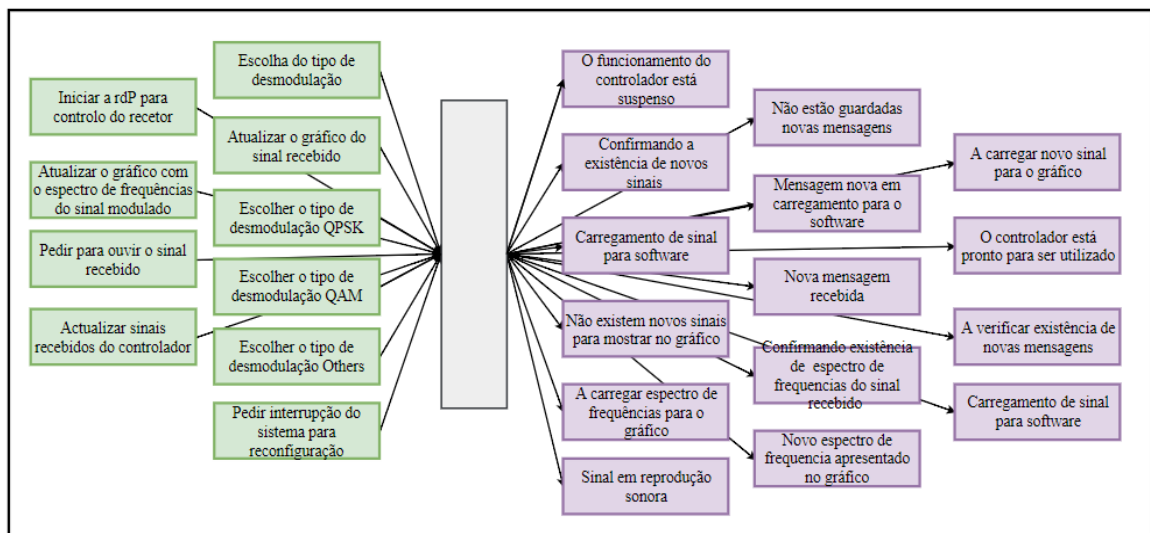 Iniciar a rdP para
controlo do recetor
Atualizar o gráfico com
o espectro de frequências
do sinal modulado
Pedir para ouvir o sinal
recebido
Actualizar sinais
recebidos do controlador
Escolha do tipo de
desmodulação
Atualizar o gráfico do
sinal recebido
Escolher o tipo de
desmodulação QPSK
Escolher o tipo de
desmodulação QAM
Escolher o tipo de
desmodulação Others
Pedir interrupção do
sistema para
reconfiguração
O funcionamento do
controlador está
suspenso
Confirmando a
existência de novos
sinais
Carregamento de sinal
para software
Não existem novos sinais
para mostrar no gráfico
A carregar espectro de
frequências para o
gráfico
Sinal em reprodução
sonora
Não estão guardadas
novas mensagens
Mensagem nova em
carregamento para o
software
Nova mensagem
recebida
Confirmando existência
de espectro de
frequencias do sinal
recebido
Novo espectro de
frequencia apresentado
no gráfico
A carregar novo sinal
para o gráfico
O controlador está
pronto para ser utilizado
A verificar existência de
novas mensagens
Carregamento de sinal
para software